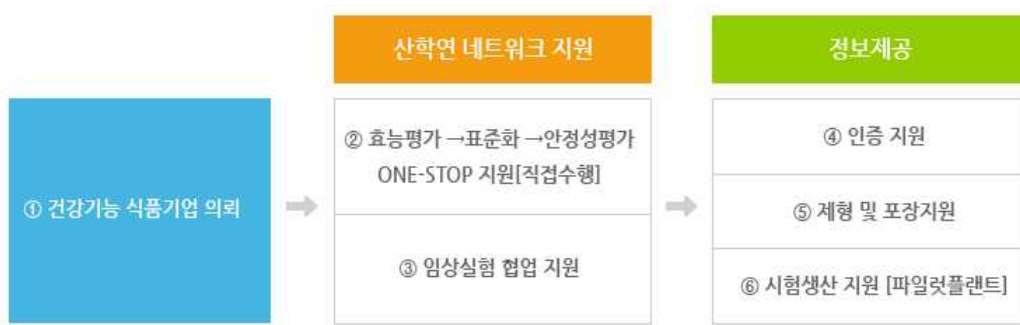 산학연 네트워크 지원
정보제공
① 건강기능 식품기업 의뢰
② 효능평가 →표준화 →안정성평가
ONE-STOP 지원[직접수행]
③ 임상실험 협업 지원
④ 인증 지원
⑤ 제형 및 포장지원
⑥ 시험생산 지원 [파일럿플랜트]